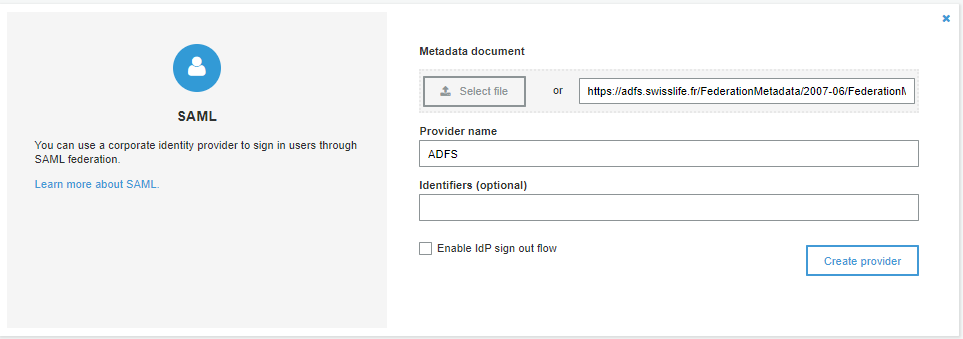 SAML
You can use a corporate identity provider to sign in users through
SAML federation.
Learn more about SAML.
Metadata document
Select file
or
https://adfs.swisslife.fr/FederationMetadata/2007-06/FederationM
Provider name
ADFS
Identifiers (optional)
Enable IdP sign out flow
Create provider